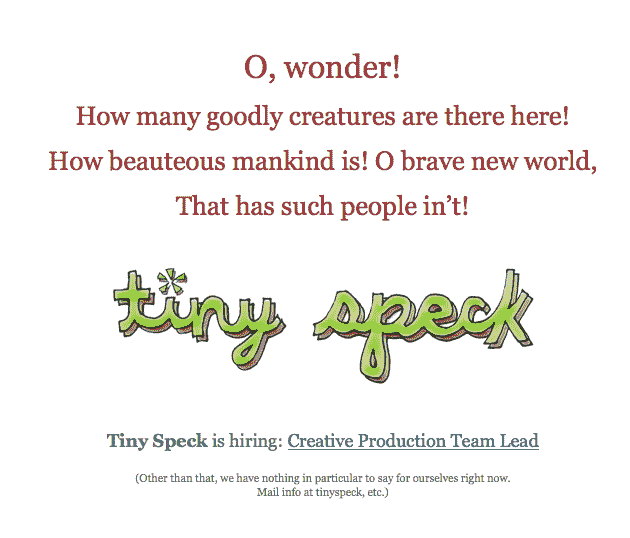 O, wonder!
How many goodly creatures are there here!
How beauteous mankind is! O brave new world,
That has such people in’t!
tiny speck
Tiny Speck is hiring: Creative Production Team Lead
(Other than that, we have nothing in particular to say for ourselves right now.
Mail info at tinyspeck, etc.)